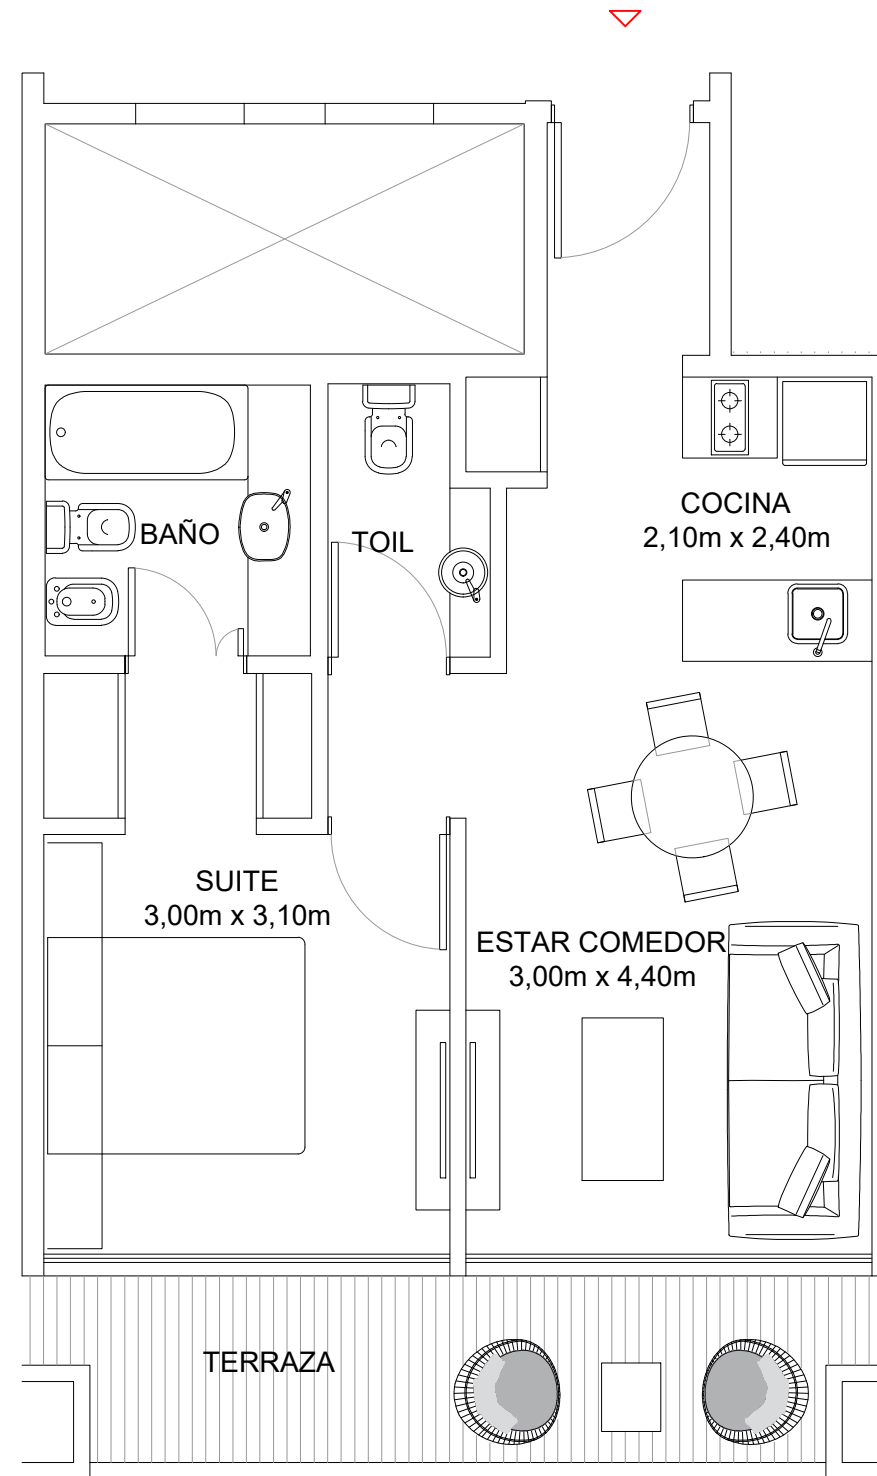 COCINA
2,10m x 2,40m
BAÑO
TOIL
SUITE
3,00m x 3,10m
ESTAR COMEDOR
3,00m x 4,40m
TERRAZA